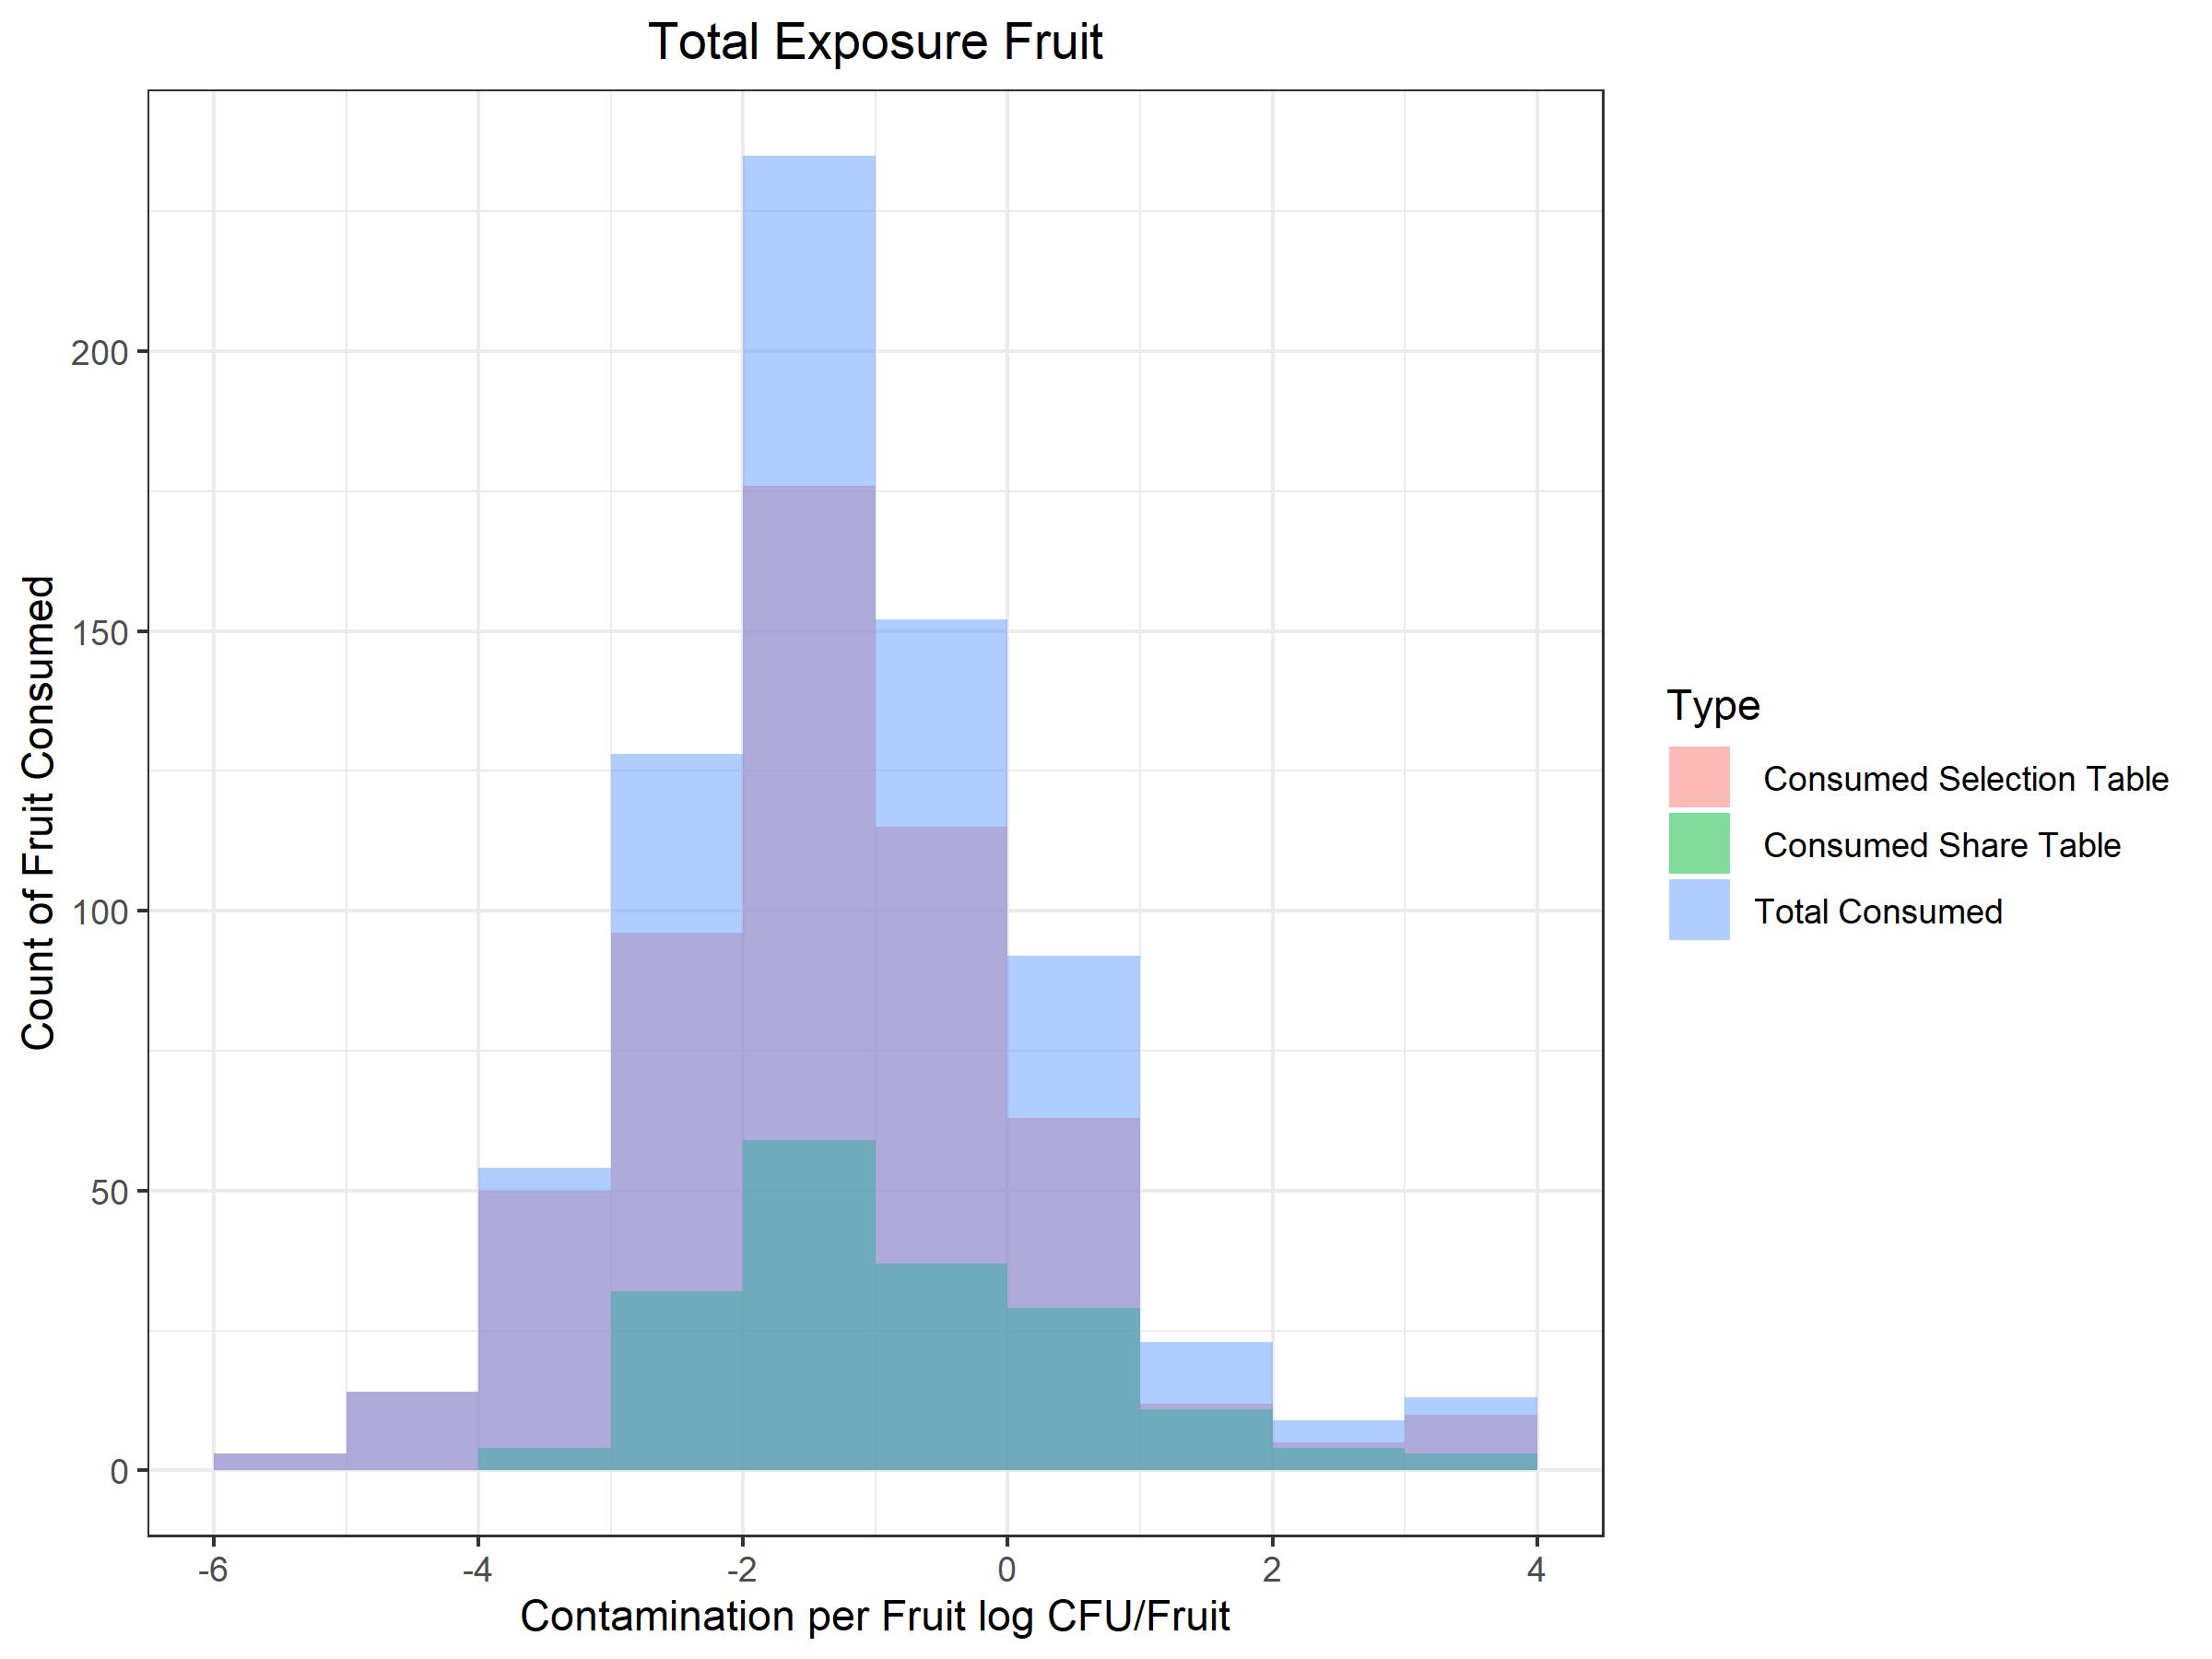 Total Exposure Fruit
Count of Fruit Consumed
200
150
100
50
0
-6
-4
-2
0
2
4
Contamination per Fruit log CFU/Fruit
Type
Consumed Selection Table
Consumed Share Table
Total Consumed